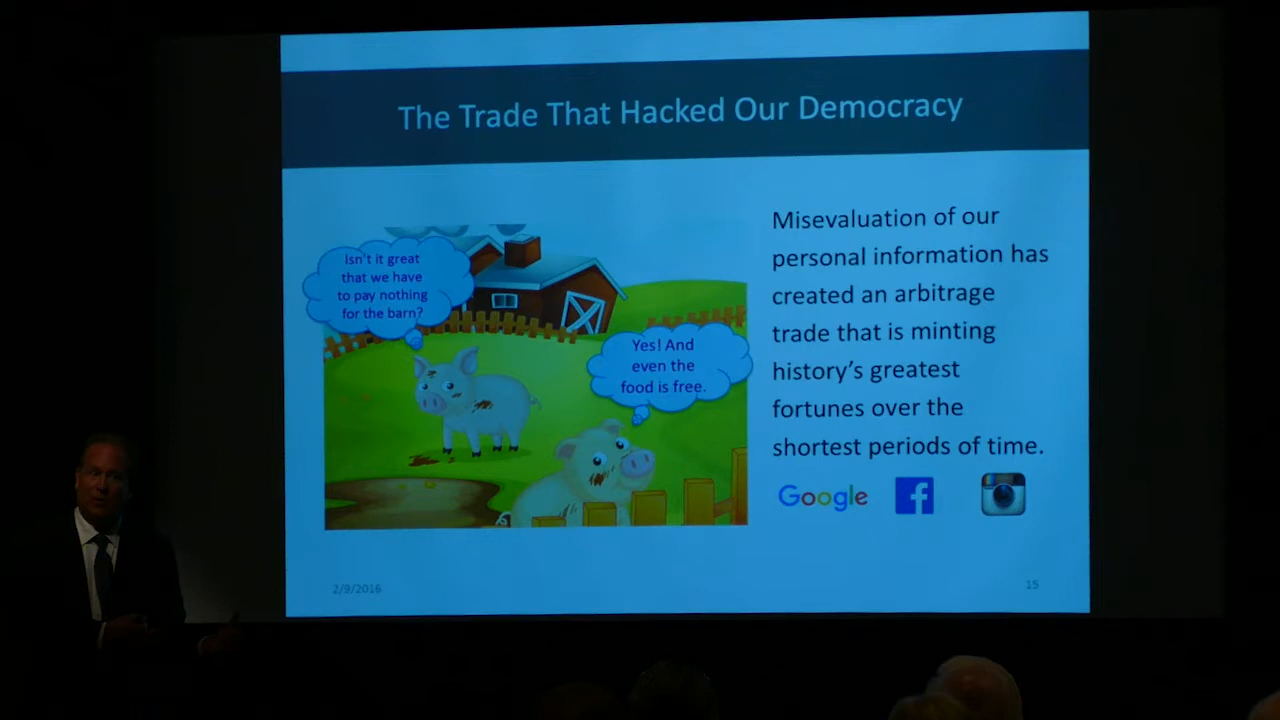 The Trade That Hacked Our Democracy
Isn't it great
that we have
to pay nothing
for the barn?
Yes! And
even the
food is free.
Misevaluation of our
personal information has
created an arbitrage
trade that is minting
history's greatest
fortunes over the
shortest periods of time.
Google
f
2/9/2016
15